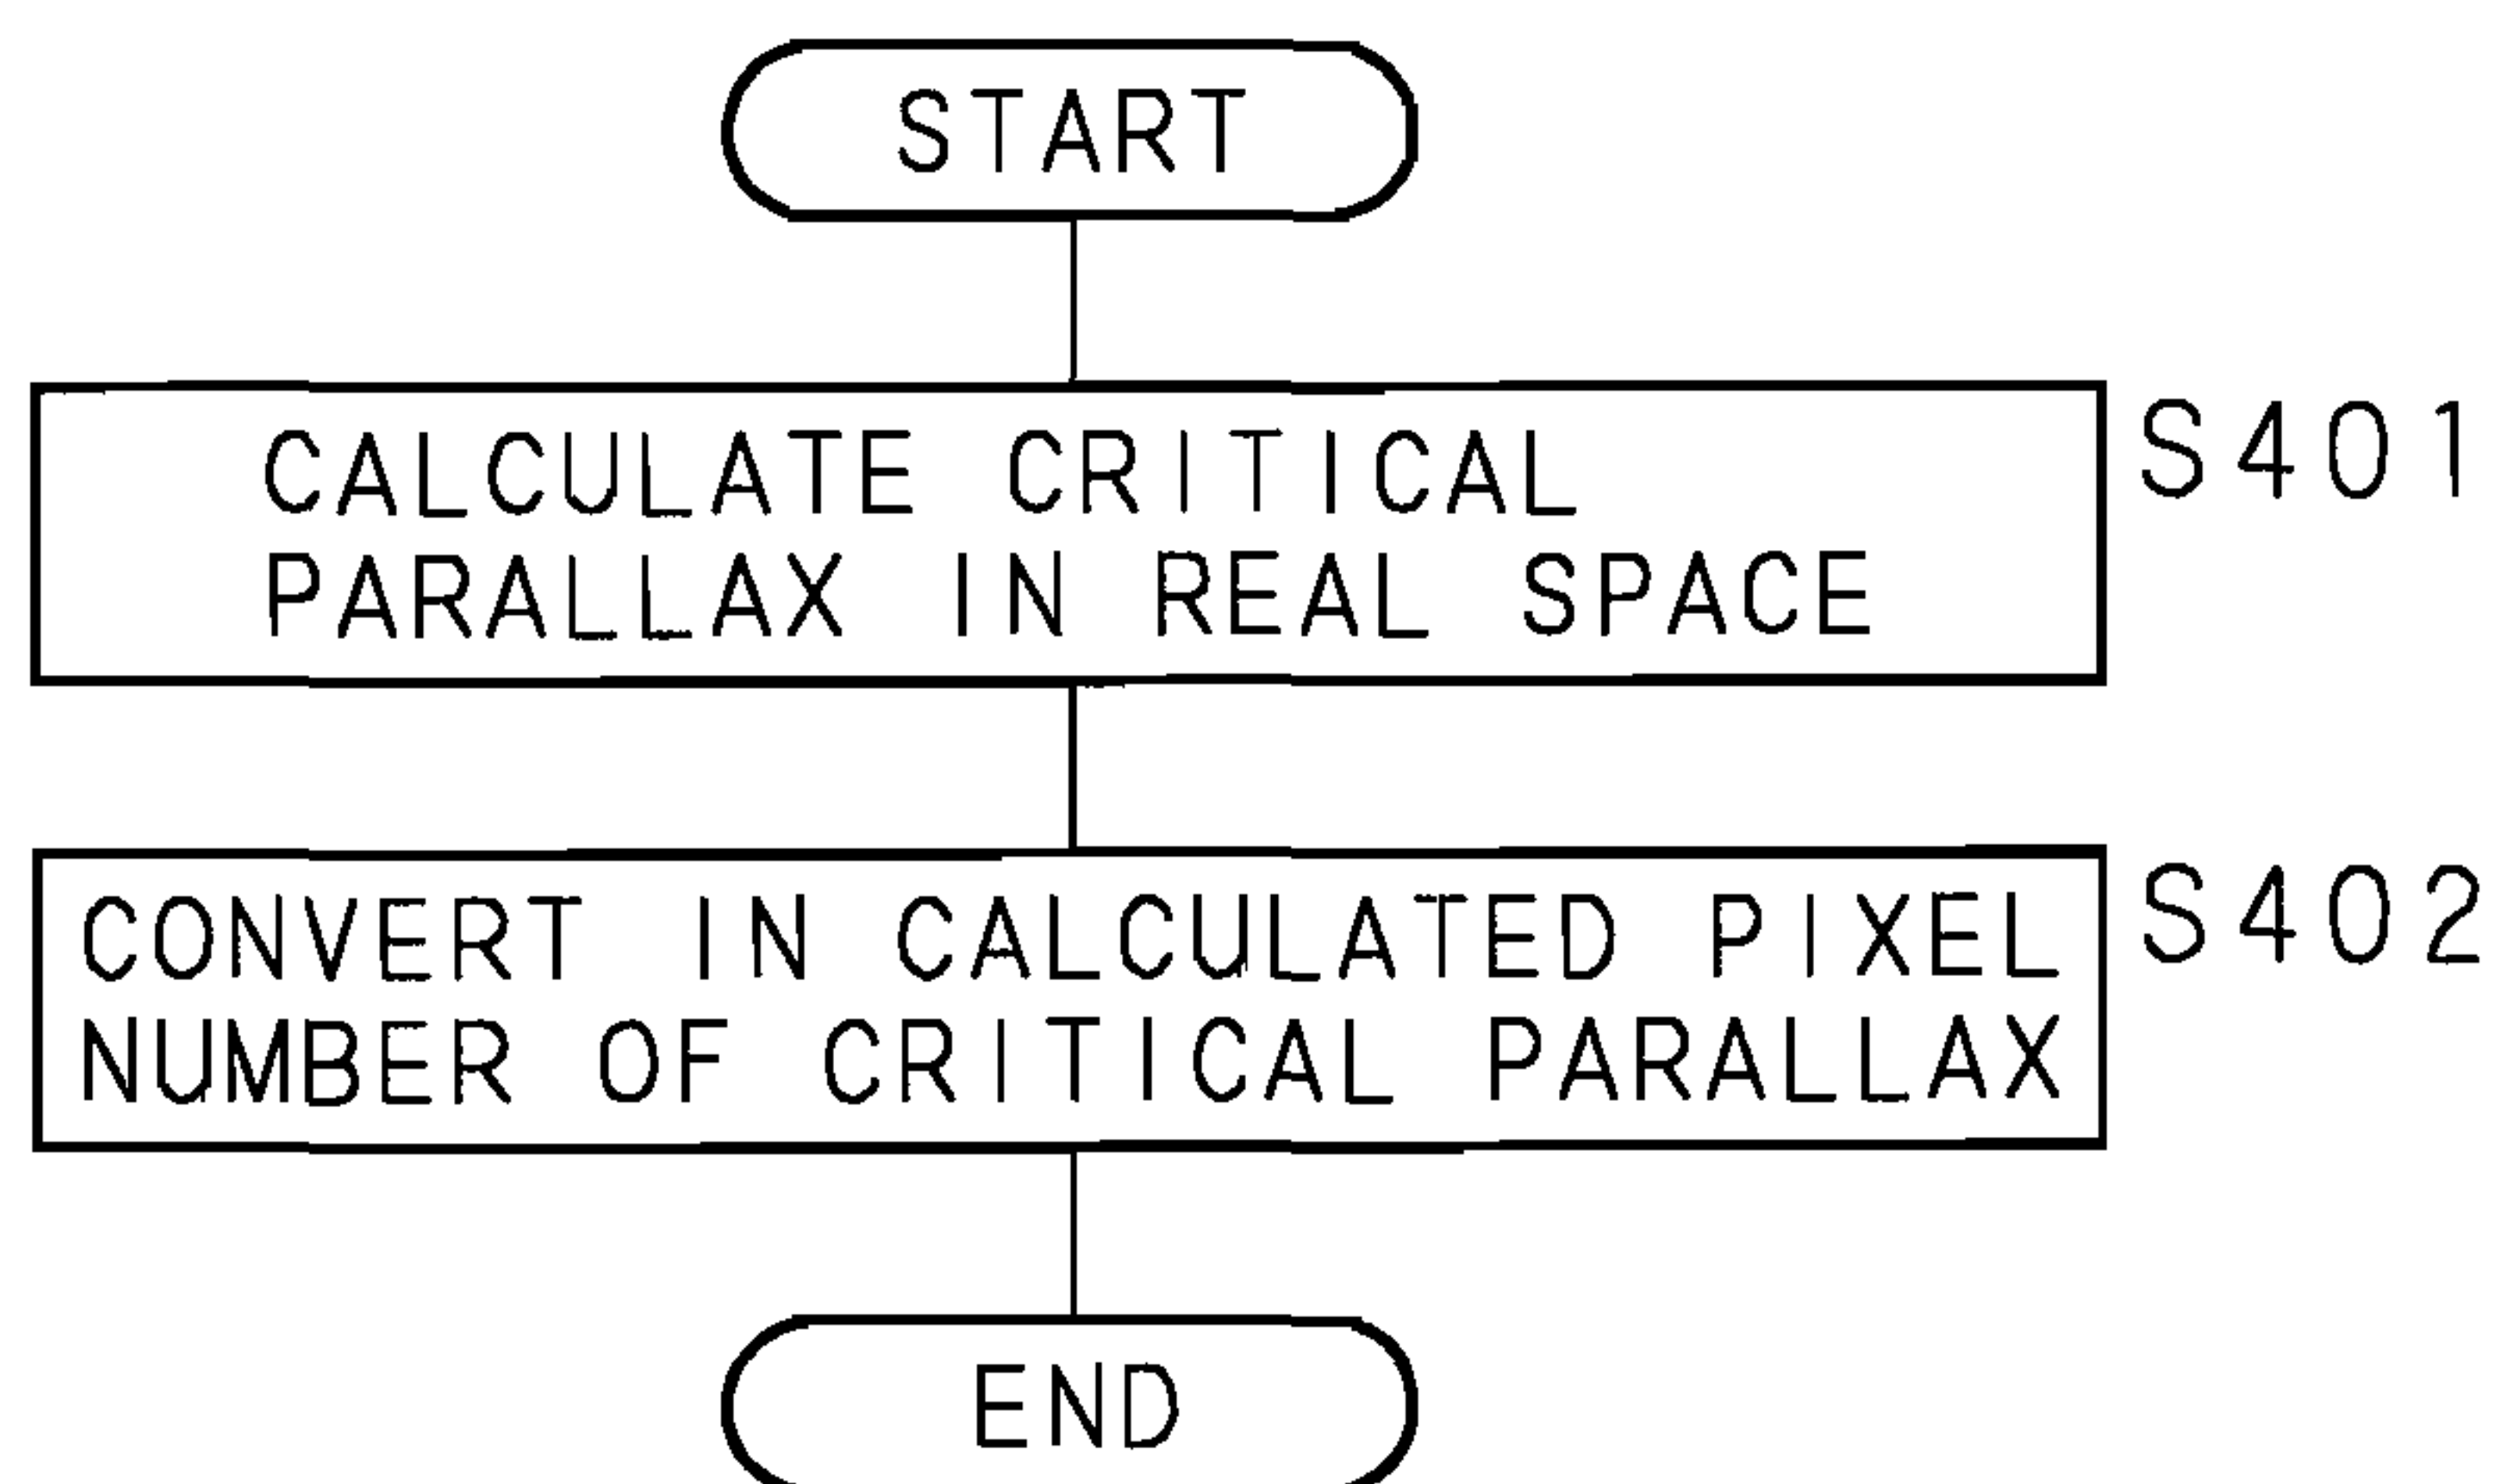 START
CALCULATE CRITICAL
PARALLAX IN REAL SPACE
S401
CONVERT IN CALCULATED PIXEL
NUMBER OF CRITICAL PARALLAX
S402
END